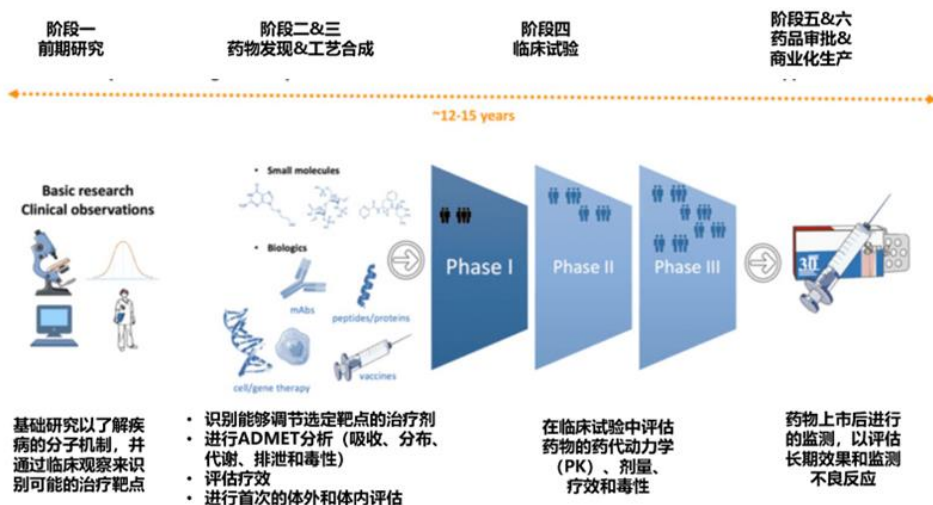 阶段一
前期研究
阶段二&三
药物发现&工艺合成
阶段四
临床试验
阶段五&六
药品审批&
商业化生产
~12-15 years
Basic research
Clinical observations
• Small molecules
• Biologics
mAbs
peptides/proteins
cell/gene therapy
vaccines
Phase I
Phase II
Phase III
基础研究以了解疾
病的分子机制，并
通过临床观察来识
别可能的治疗靶点
• 识别能够调节选定靶点的治疗剂
• 进行ADMET分析（吸收、分布、
代谢、排泄和毒性）
• 评估疗效
• 进行首次的体外和体内评估
在临床试验中评估
药物的药代动力学
（PK）、剂量、
疗效和毒性
药物上市后进行
的监测，以评估
长期效果和监测
不良反应